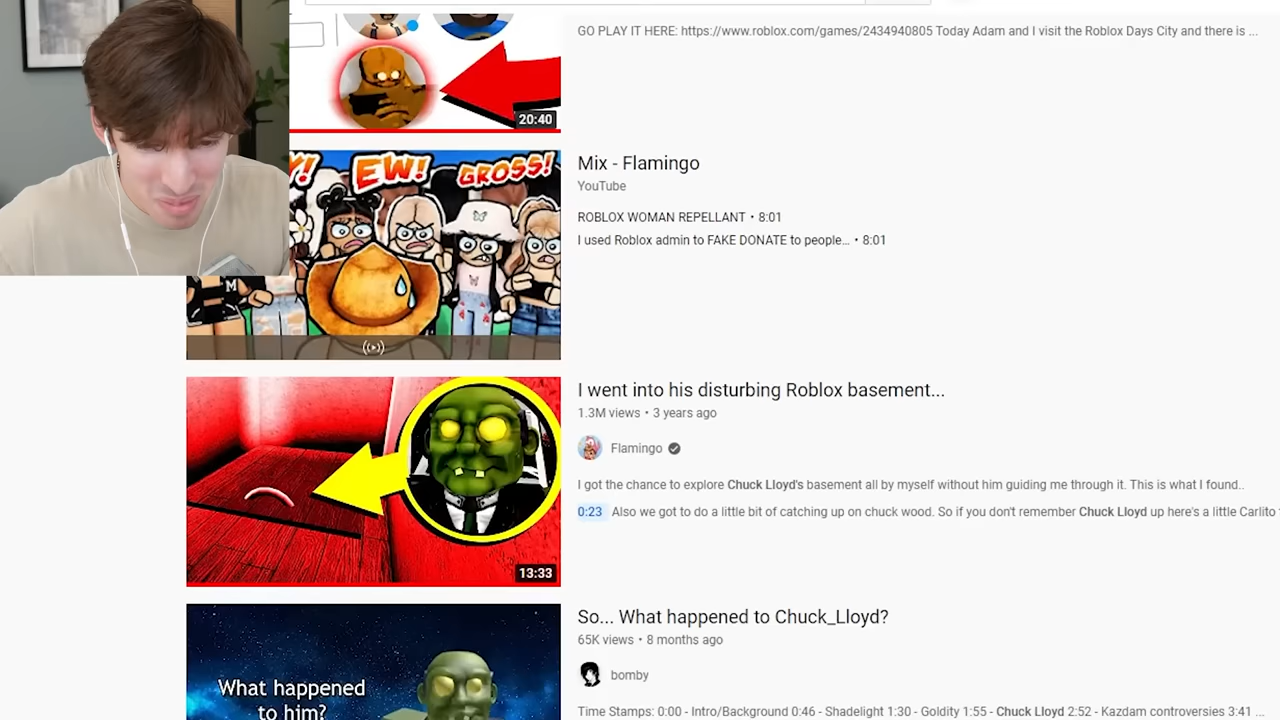 GO PLAY IT HERE: https://www.roblox.com/games/2434940805 Today Adam and I visit the Roblox Days City and there is ...
20:40
Y! EW! GROSS!
M
Mix - Flamingo
YouTube
ROBLOX WOMAN REPELLANT • 8:01
I used Roblox admin to FAKE DONATE to people... • 8:01
I went into his disturbing Roblox basement...
1.3M views • 3 years ago
Flamingo
I got the chance to explore Chuck Lloyd's basement all by myself without him guiding me through it. This is what I found..
0:23 Also we got to do a little bit of catching up on chuck wood. So if you don't remember Chuck Lloyd up here's a little Carlito
13:33
So... What happened to Chuck_Lloyd?
65K views • 8 months ago
bomby
What happened
to him?
Time Stamps: 0:00 - Intro/Background 0:46 - Shadelight 1:30 - Goldity 1:55 - Chuck Lloyd 2:52 - Kazdam controversies 3:41 ...